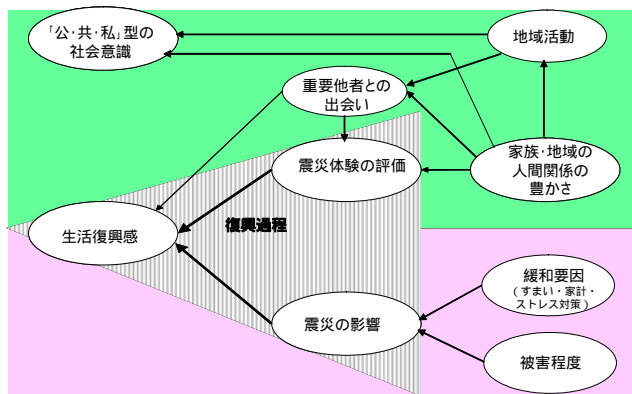 「公・共・私」型の
社会意識
地域活動
重要他者との
出会い
震災体験の評価
家族・地域の
人間関係の
豊かさ
生活復興感
復興過程
緩和要因
(すまい・家計・
ストレス対策)
震災の影響
被害程度